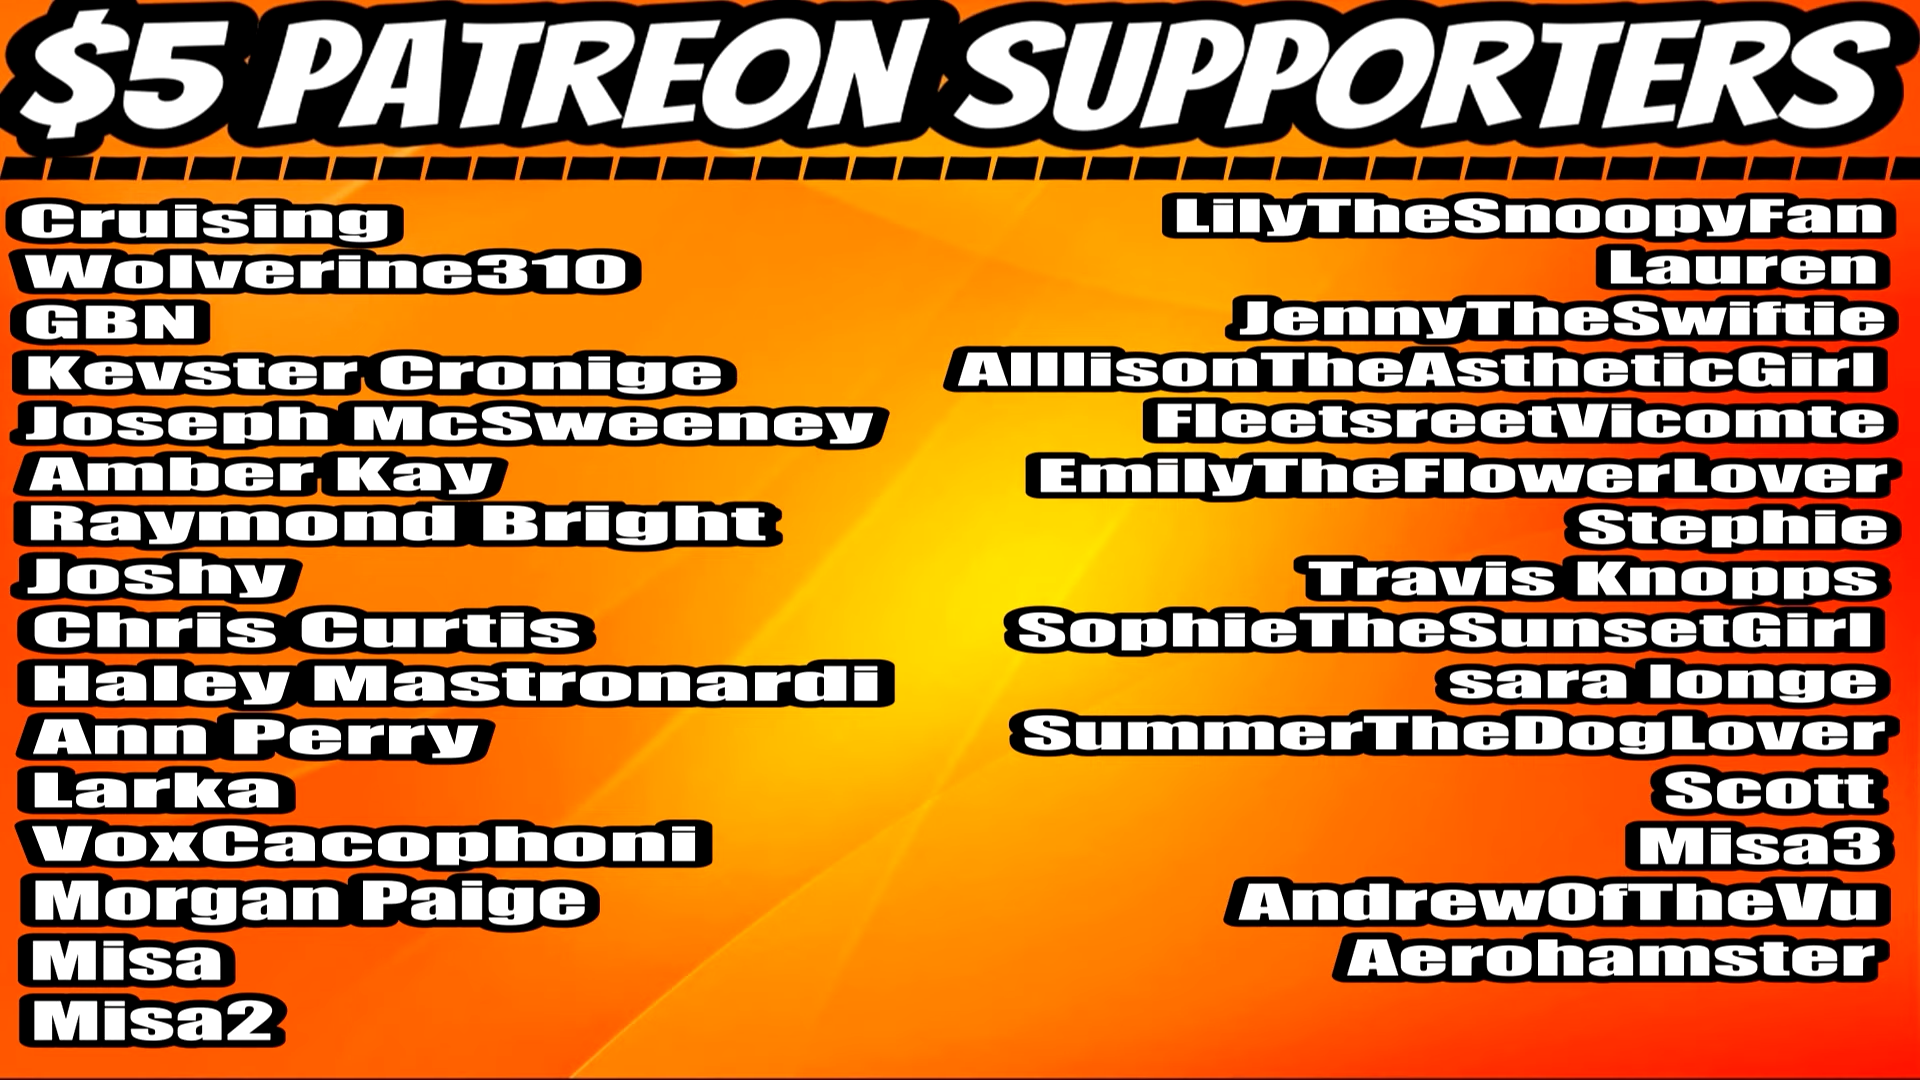 $5 PATREON SUPPORTERS
Cruising
Wolverine310
GBN
Kevster Cronige
Joseph McSweeney
Amber Kay
Raymond Bright
Joshy
Chris Curtis
Haley Mastronardi
Ann Perry
Larka
VoxCacophoni
Morgan Paige
Misa
Misa2
LilyTheSnoopyFan
Lauren
JennyTheSwiftie
AlllisonTheAstheticGirl
FleetsreetVicomte
EmilyTheFlowerLover
Stephie
Travis Knopps
SophieTheSunsetGirl
sara longe
SummerTheDogLover
Scott
Misa3
AndrewOfTheVu
Aerohamster